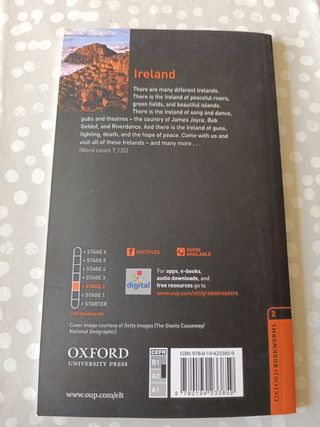 Ireland
There are many different Irelands.
There is the Ireland of peaceful rivers,
green fields, and beautiful islands.
There is the Ireland of song and dance,
pubs and theatres – the country of James Joyce, Bob
Geldof, and Riverdance. And there is the Ireland of guns,
fighting, death, and the hope of peace. Come with us and
visit all of these Irelands – and many more . . .
[Word count 7,120]
STAGE 6
STAGE 5
STAGE 4
STAGE 3
STAGE 2
STAGE 1
STARTER
700 Headwords
FACTFILES
AUDIO
AVAILABLE
digital
For apps, e-books,
audio downloads, and
free resources go to
www.oup.com/elt/gradedreaders
Cover image courtesy of Getty Images (The Giants Causeway/
National Geographic)
OXFORD
UNIVERSITY PRESS
www.oup.com/elt
CEFR
B1
A2
A1
ISBN 978-0-19-423385-9
9 780194 233859
2
OXFORD BOOKWORMS